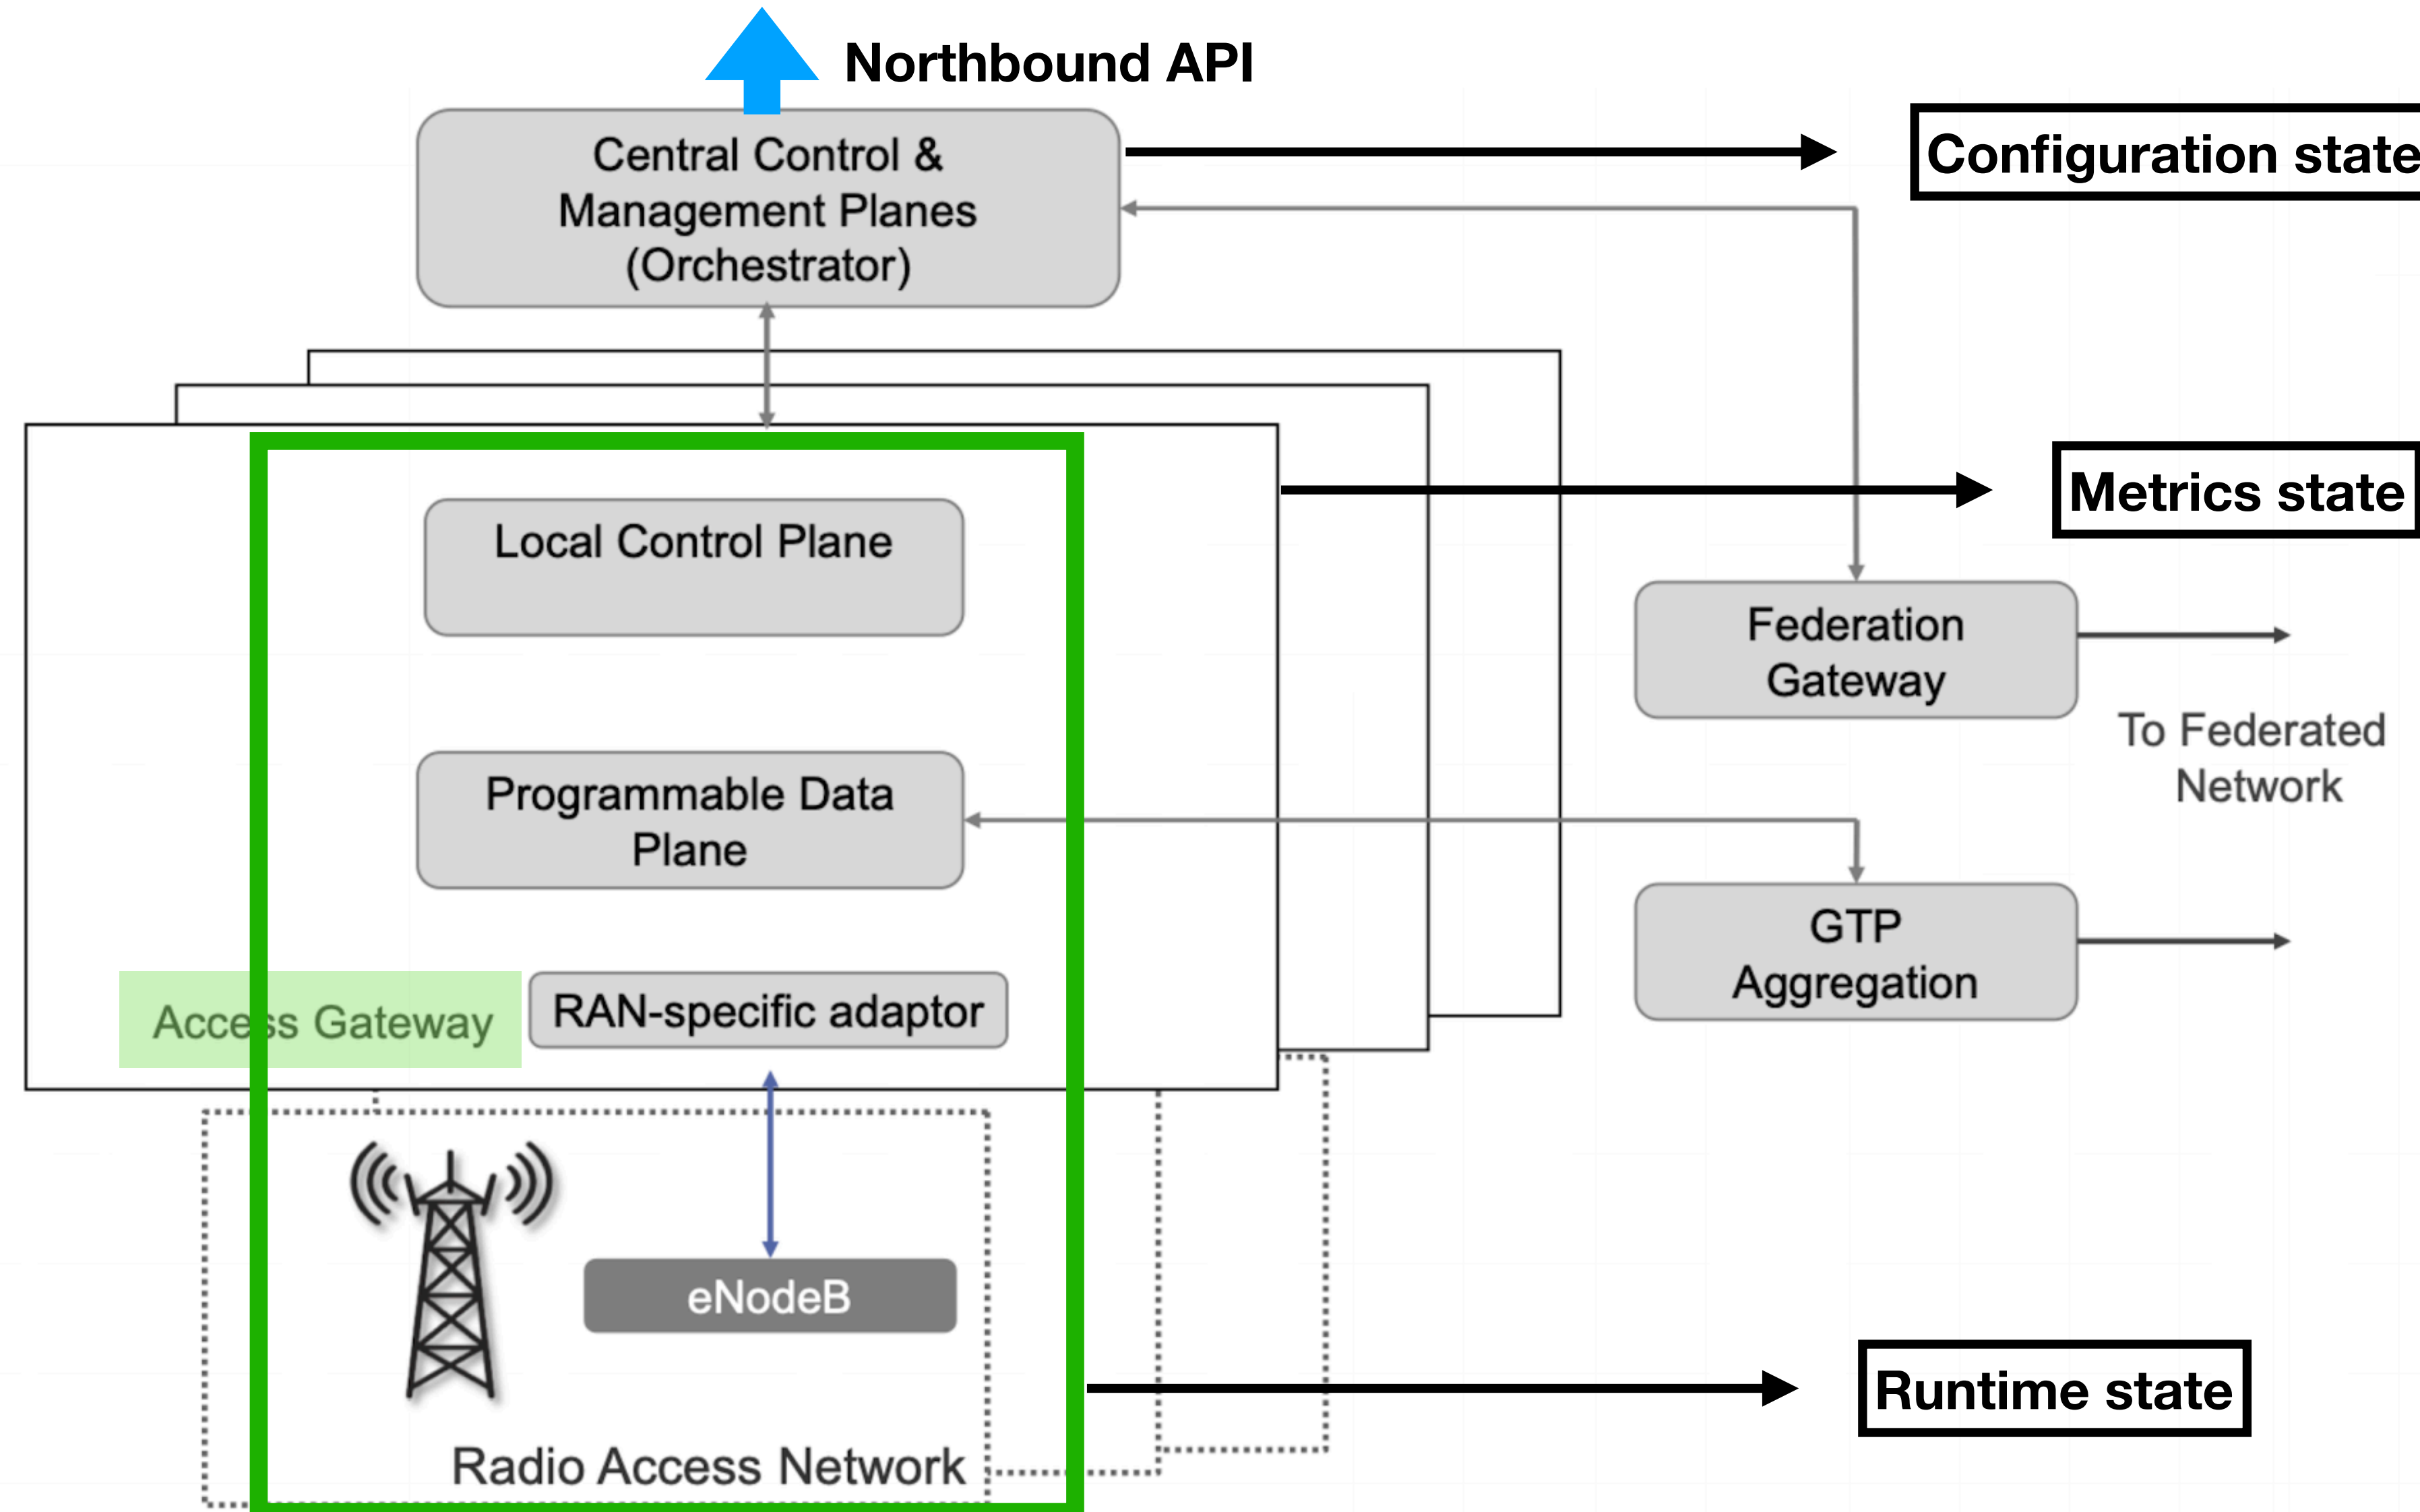 Northbound API
Central Control &
Management Planes
(Orchestrator)
Configuration state
Local Control Plane
Metrics state
Federation
Gateway
To Federated
Network
Programmable Data
Plane
GTP
Aggregation
Access Gateway
RAN-specific adaptor
eNodeB
Runtime state
Radio Access Network